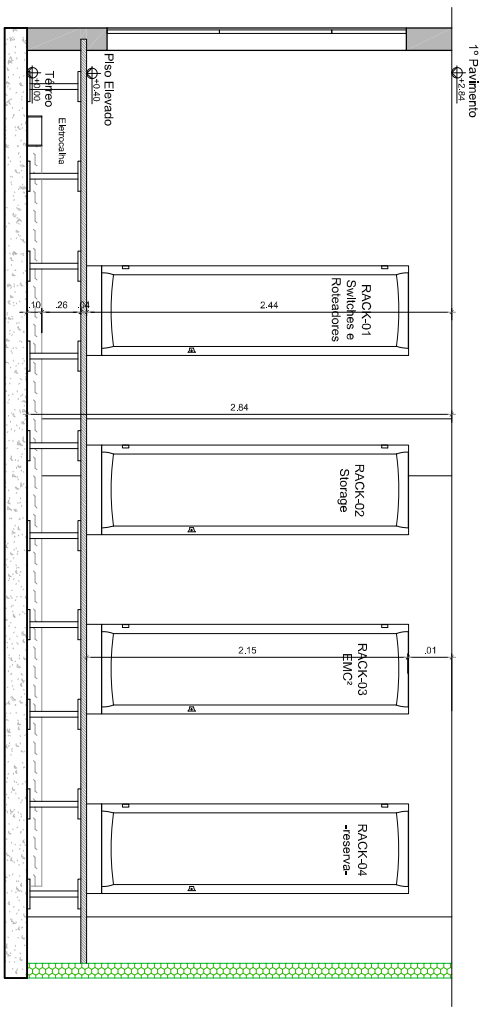 1º Pavimento
+2.84
Piso Elevado
+0.40
Térreo
+0.00
Eletrocalha
RACK-01
Switches e
Roteadores
2.44
.04
.26
.10
2.84
RACK-02
Storage
RACK-03
EMC²
2.15
.01
RACK-04
-reserva-